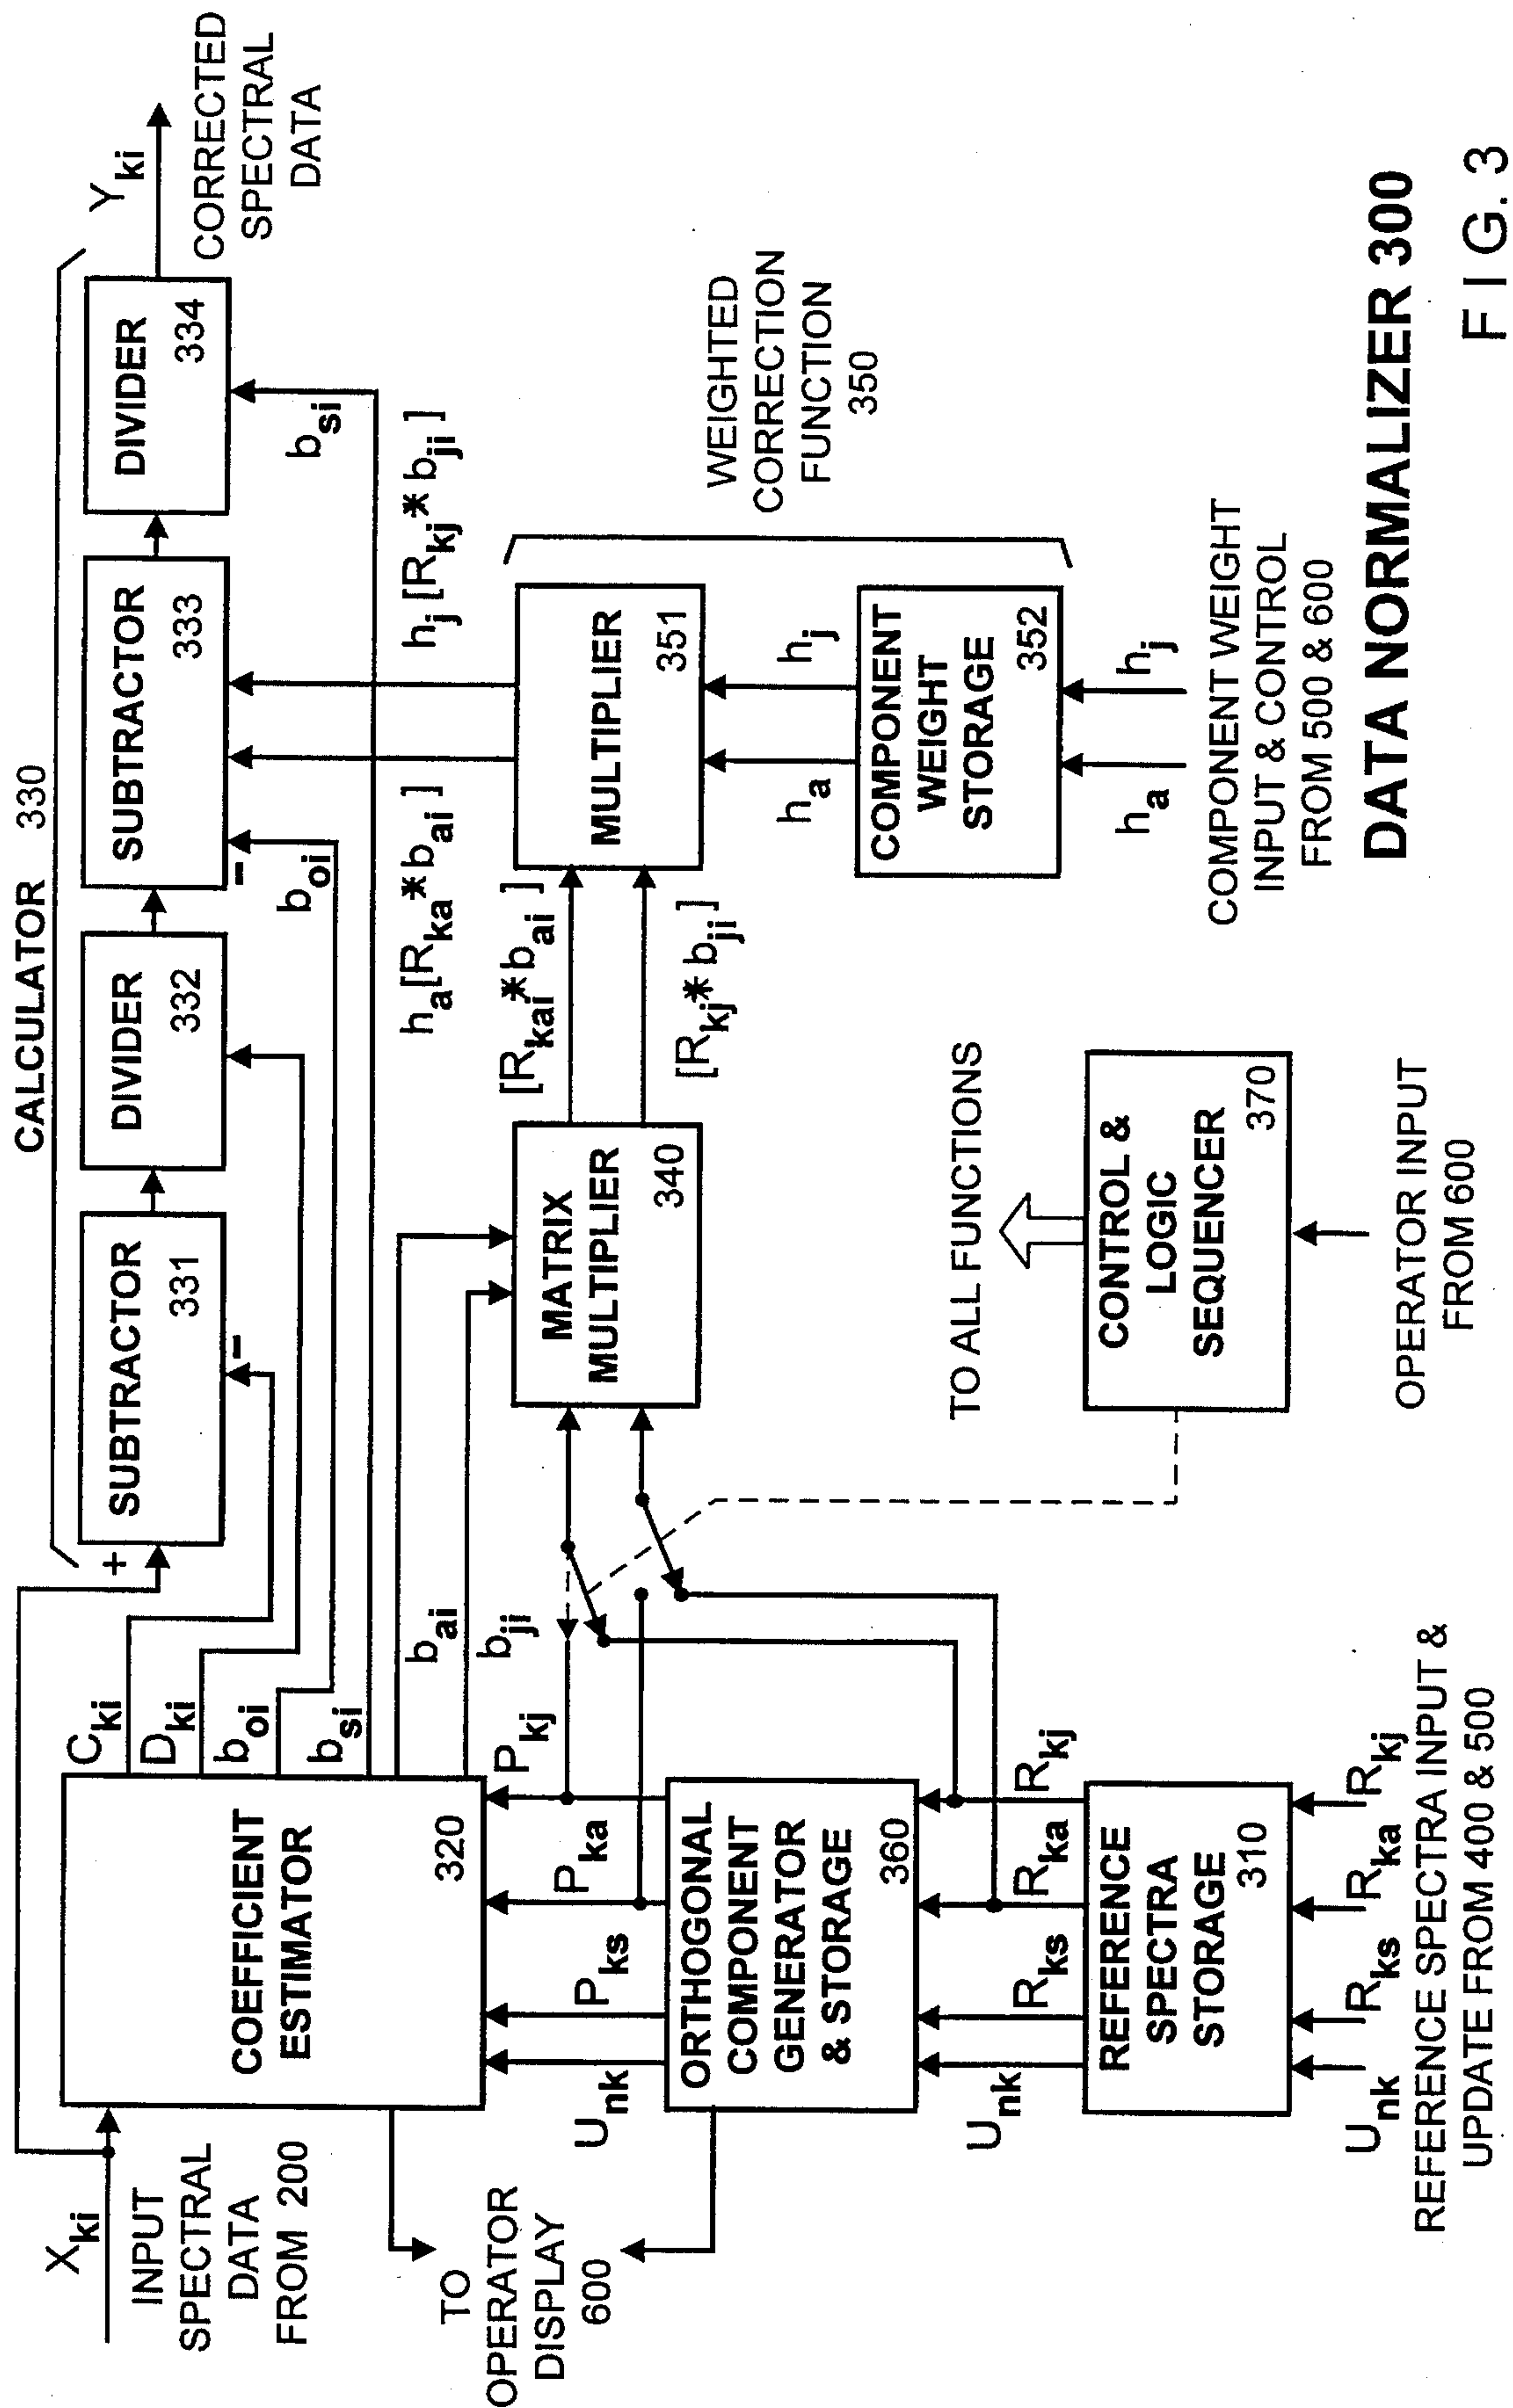 CALCULATOR 330
X_ki
INPUT
SPECTRAL
DATA
FROM 200
COEFFICIENT
ESTIMATOR
320
C_ki
D_ki
b_oi
b_si
b_ai
b_ji
+
SUBTRACTOR
331
−
DIVIDER
332
SUBTRACTOR
333
−
b_oi
DIVIDER
334
b_si
Y_ki
CORRECTED
SPECTRAL
DATA
TO
OPERATOR
DISPLAY
600
U_nk
P_ks
P_ka
P_kj
ORTHOGONAL
COMPONENT
GENERATOR
& STORAGE
360
U_nk
R_ks
R_ka
R_kj
REFERENCE
SPECTRA
STORAGE
310
U_nk
R_ks
R_ka
R_kj
REFERENCE SPECTRA INPUT &
UPDATE FROM 400 & 500
MATRIX
MULTIPLIER
340
h_a[R_ka*b_ai]
h_j[R_kj*b_ji]
[R_kai*b_ai]
[R_kj*b_ji]
MULTIPLIER
351
h_a
h_j
COMPONENT
WEIGHT
STORAGE
352
h_a
h_j
COMPONENT WEIGHT
INPUT & CONTROL
FROM 500 & 600
WEIGHTED
CORRECTION
FUNCTION
350
TO ALL FUNCTIONS
CONTROL &
LOGIC
SEQUENCER
370
OPERATOR INPUT
FROM 600
DATA NORMALIZER 300
FIG. 3